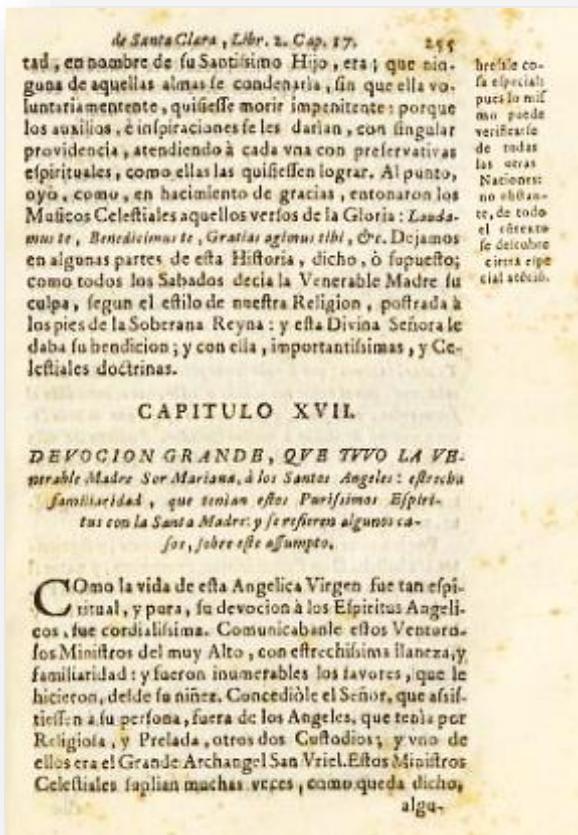 de Santa Clara, Libr. 2. Cap. 17. 255
tad, en nombre de ſu Santiſsimo Hijo, era; que nin-
guna de aquellas almas ſe condenaria, ſin que ella vo-
luntariamentente, quiſieſſe morir impenitente: porque
los auxilios, è inſpiraciones ſe les darian, con ſingular
providencia, atendiendo à cada vna con preſervativas
eſpirituales, como ellas las quiſieſſen lograr. Al punto,
oyò, como, en hacimiento de gracias, entonaron los
Muſicos Celeſtiales aquellos verſos de la Gloria: Lauda-
mus te, Benedicimus te, Gratias agimus tibi, &c. Dejamos
en algunas partes de eſta Hiſtoria, dicho, ò ſupueſto;
como todos los Sabados decia la Venerable Madre ſu
culpa, ſegun el eſtilo de nueſtra Religion, poſtrada à
los pies de la Soberana Reyna: y eſta Divina Señora le
daba ſu bendicion; y con ella, importantiſsimas, y Ce-
leſtiales doctrinas.
breſale co-
ſa eſpecial:
pues lo miſ
mo puede
verificarſe
de todas
las otras
Naciones:
no obſtan-
te, de todo
el
ſe deſcubre
cierta eſpe
cial
CAPITULO XVII.
DEVOCION GRANDE, QVE TVVO LA VE-
nerable Madre Sor Mariana, à los Santos Angeles: eſtrecha
familiaridad, que tenian eſtos Puriſsimos Eſpiri-
tus con la Santa Madre: y ſe refieren algunos ca-
ſos, ſobre eſte aſſumpto.
COmo la vida de eſta Angelica Virgen fue tan eſpi-
ritual, y pura, ſu devocion à los Eſpiritus Angeli-
cos, fue cordialiſsima. Comunicabanle eſtos Venturo-
ſos Miniſtros del muy Alto, con eſtrechiſsima llaneza, y
familiaridad: y fueron inumerables los favores, que le
hicieron, deſde ſu niñez. Concediòle el Señor, que aſsiſ-
tieſſen a ſu perſona, fuera de los Angeles, que tenia por
Religioſa, y Prelada, otros dos Cuſtodios; y vno de
ellos era el Grande Archangel San Vriel. Eſtos Miniſtros
Celeſtiales ſuplian muchas veces, como queda dicho,
algu-